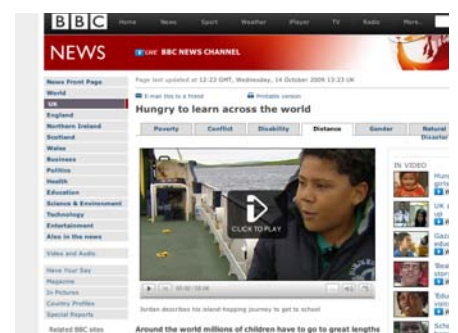 BBC
Home News Sport Weather iPlayer TV Radio More..
NEWS
LIVE BBC NEWS CHANNEL
News Front Page
World
UK
England
Northern Ireland
Scotland
Wales
Business
Politics
Health
Education
Science & Environment
Technology
Entertainment
Also in the news
Video and Audio
Have Your Say
Magazine
In Pictures
Country Profiles
Special Reports
Related BBC sites
Page last updated at 12:23 GMT, Wednesday, 14 October 2009 13:23 UK
E-mail this to a friend Printable version
Hungry to learn across the world
Poverty Conflict Disability Distance Gender Natural Disaster
CLICK TO PLAY
Jordan describes his island-hopping journey to get to school
Around the world millions of children have to go to great lengths
IN VIDEO